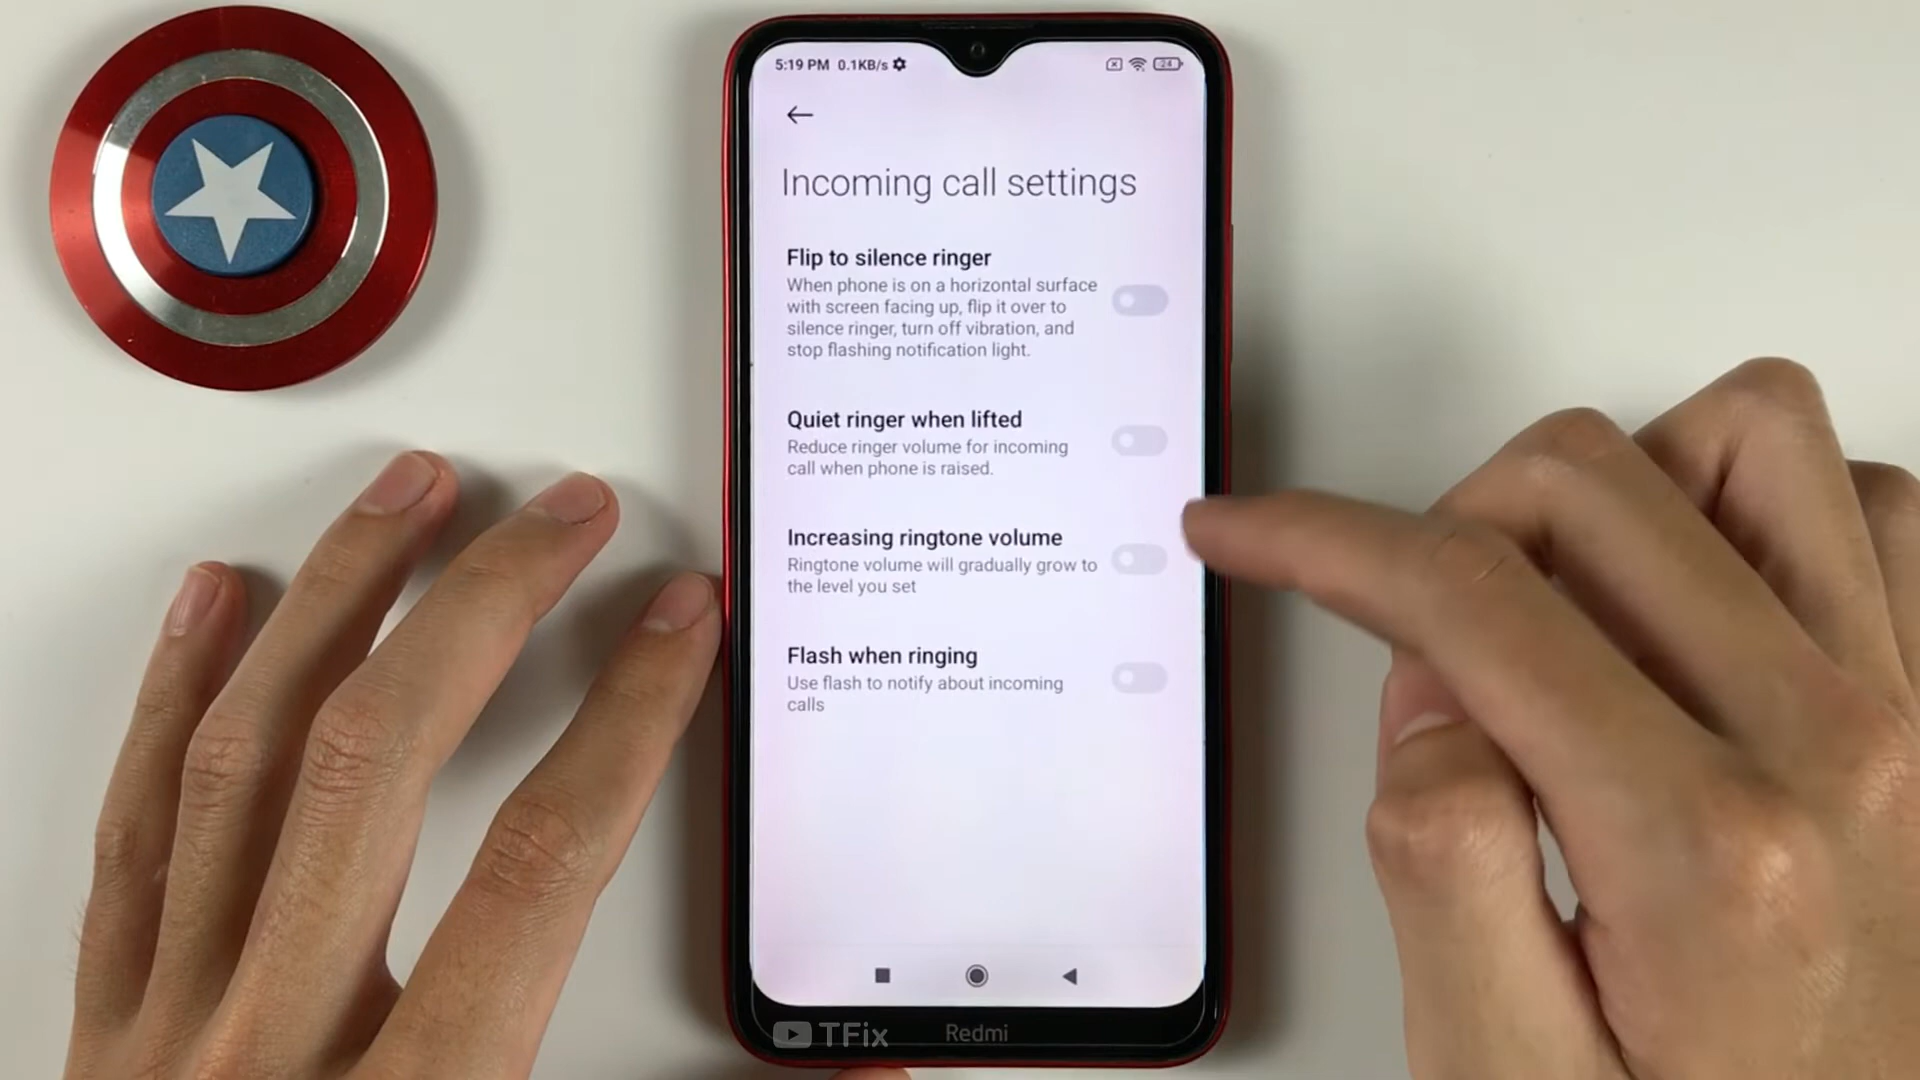 5:19 PM 0.1KB/s
24
Incoming call settings
Flip to silence ringer
When phone is on a horizontal surface
with screen facing up, flip it over to
silence ringer, turn off vibration, and
stop flashing notification light.
Quiet ringer when lifted
Reduce ringer volume for incoming
call when phone is raised.
Increasing ringtone volume
Ringtone volume will gradually grow to
the level you set
Flash when ringing
Use flash to notify about incoming
calls
TFix
Redmi